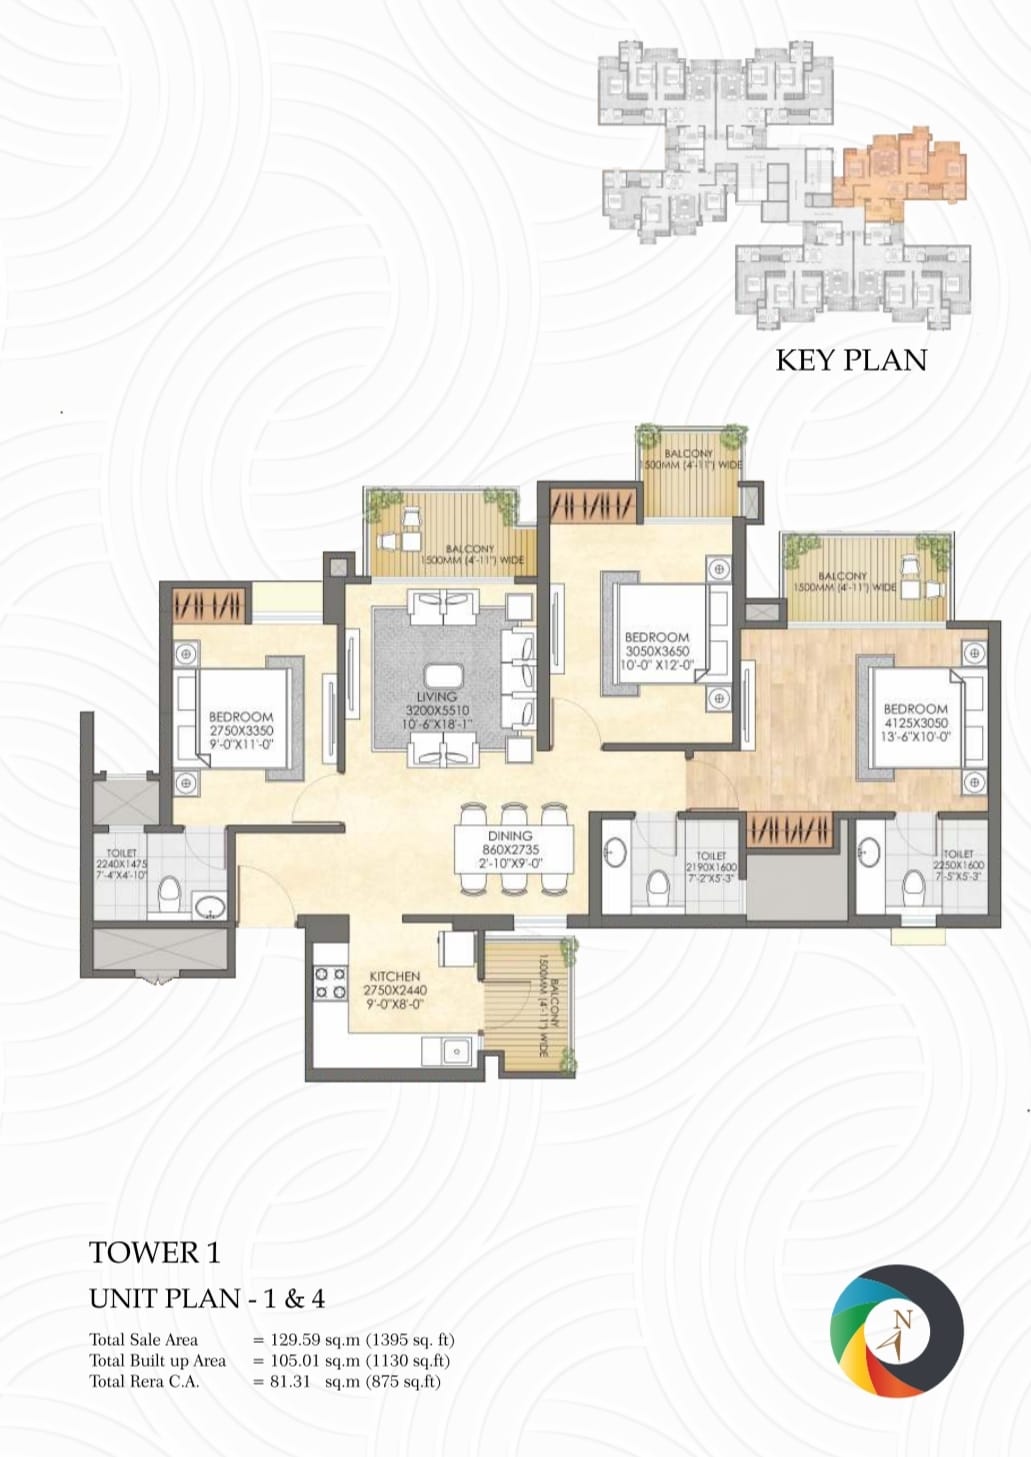 KEY PLAN
BALCONY
1500MM (4'-11") WIDE
BALCONY
1500MM (4'-11") WIDE
BALCONY
1500MM (4'-11") WIDE
BEDROOM
3050X3650
10'-0" X12'-0"
LIVING
3200X5510
10'-6"X18'-1"
BEDROOM
2750X3350
9'-0"X11'-0"
BEDROOM
4125X3050
13'-6"X10'-0"
DINING
860X2735
2'-10"X9'-0"
TOILET
2240X1475
7'-4"X4'-10"
TOILET
2190X1600
7'-2"X5'-3"
TOILET
2250X1600
7'-5"X5'-3"
KITCHEN
2750X2440
9'-0"X8'-0"
BALCONY
1500MM (4'-11") WIDE
TOWER 1
UNIT PLAN - 1 & 4
Total Sale Area = 129.59 sq.m (1395 sq. ft)
Total Built up Area = 105.01 sq.m (1130 sq.ft)
Total Rera C.A. = 81.31 sq.m (875 sq.ft)
N